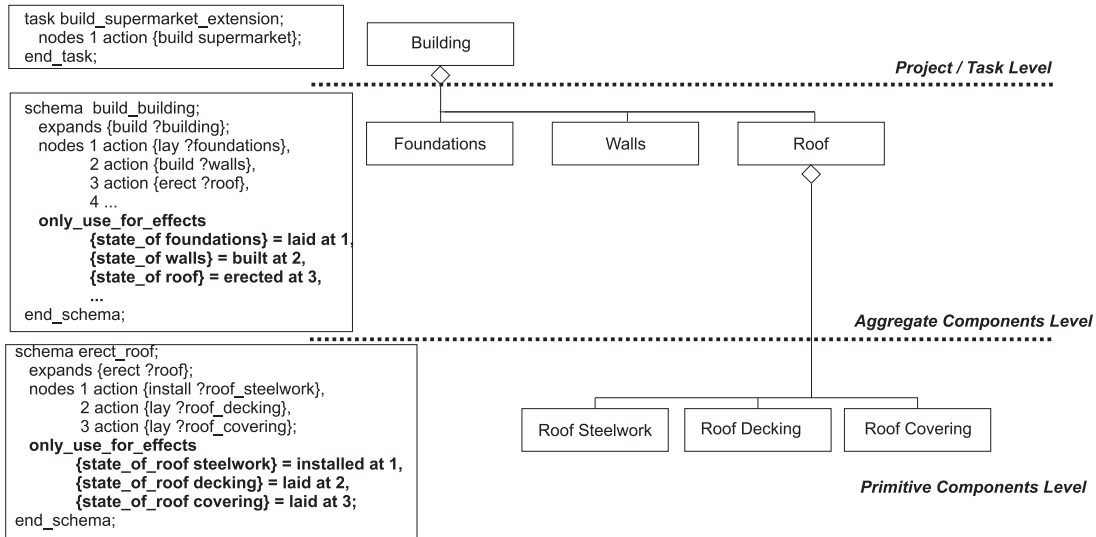 task build_supermarket_extension;
nodes 1 action {build supermarket};
end_task;
Building
Project / Task Level
schema build_building;
expands {build ?building};
nodes 1 action {lay ?foundations},
2 action {build ?walls},
3 action {erect ?roof},
4 ...
only_use_for_effects
{state_of foundations} = laid at 1,
{state_of walls} = built at 2,
{state_of roof} = erected at 3,
...
end_schema;
Foundations
Walls
Roof
Aggregate Components Level
schema erect_roof;
expands {erect ?roof};
nodes 1 action {install ?roof_steelwork},
2 action {lay ?roof_decking},
3 action {lay ?roof_covering};
only_use_for_effects
{state_of_roof steelwork} = installed at 1,
{state_of_roof decking} = laid at 2,
{state_of_roof covering} = laid at 3;
end_schema;
Roof Steelwork
Roof Decking
Roof Covering
Primitive Components Level